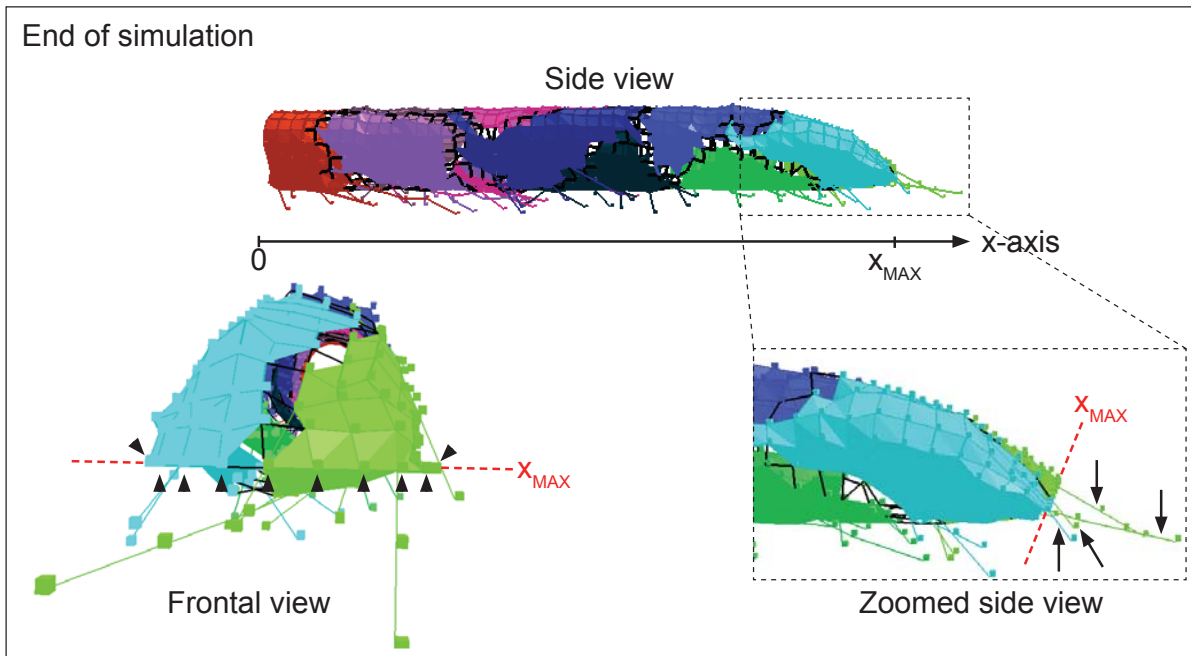 End of simulation
Side view
0
x-axis
xMAX
xMAX
xMAX
Frontal view
Zoomed side view